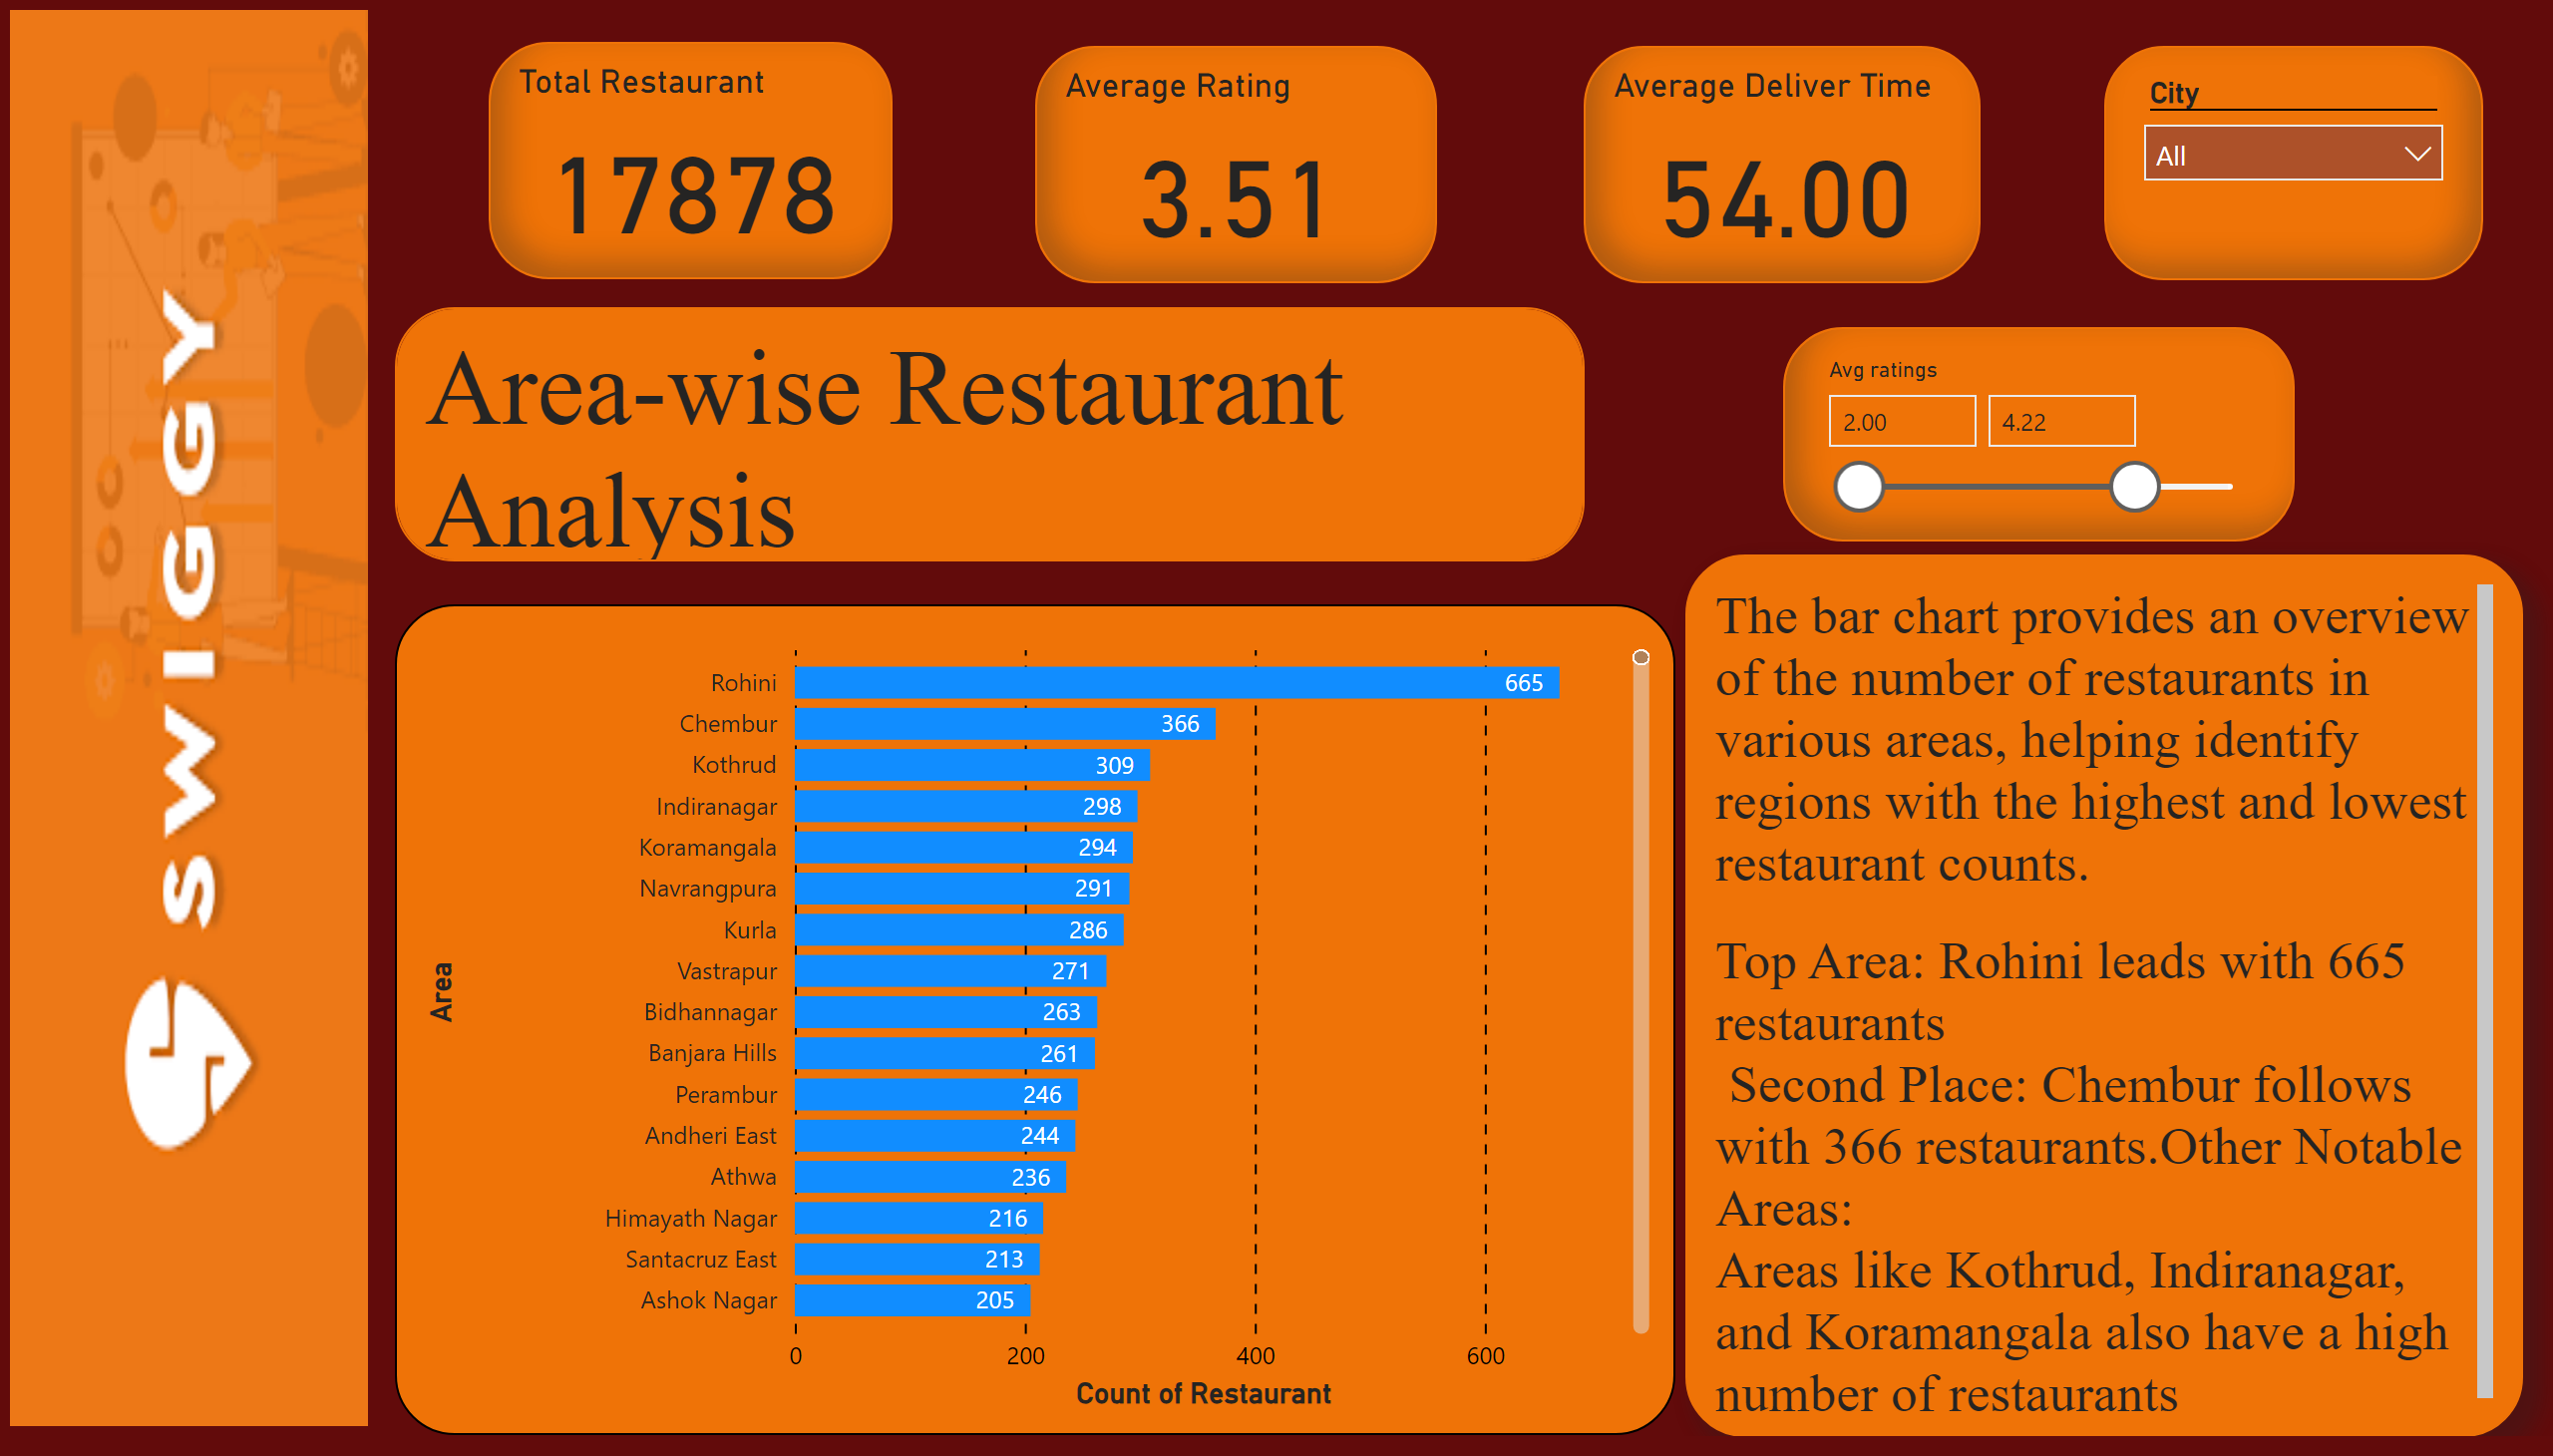 SWIGGY
Total Restaurant
17878
Average Rating
3.51
Average Deliver Time
54.00
City
All
Area-wise Restaurant
Analysis
Avg ratings
2.00
4.22
Area
Rohini 665
Chembur 366
Kothrud 309
Indiranagar 298
Koramangala 294
Navrangpura 291
Kurla 286
Vastrapur 271
Bidhannagar 263
Banjara Hills 261
Perambur 246
Andheri East 244
Athwa 236
Himayath Nagar 216
Santacruz East 213
Ashok Nagar 205
0 200 400 600
Count of Restaurant
The bar chart provides an overview
of the number of restaurants in
various areas, helping identify
regions with the highest and lowest
restaurant counts.
Top Area: Rohini leads with 665
restaurants
Second Place: Chembur follows
with 366 restaurants.Other Notable
Areas:
Areas like Kothrud, Indiranagar,
and Koramangala also have a high
number of restaurants